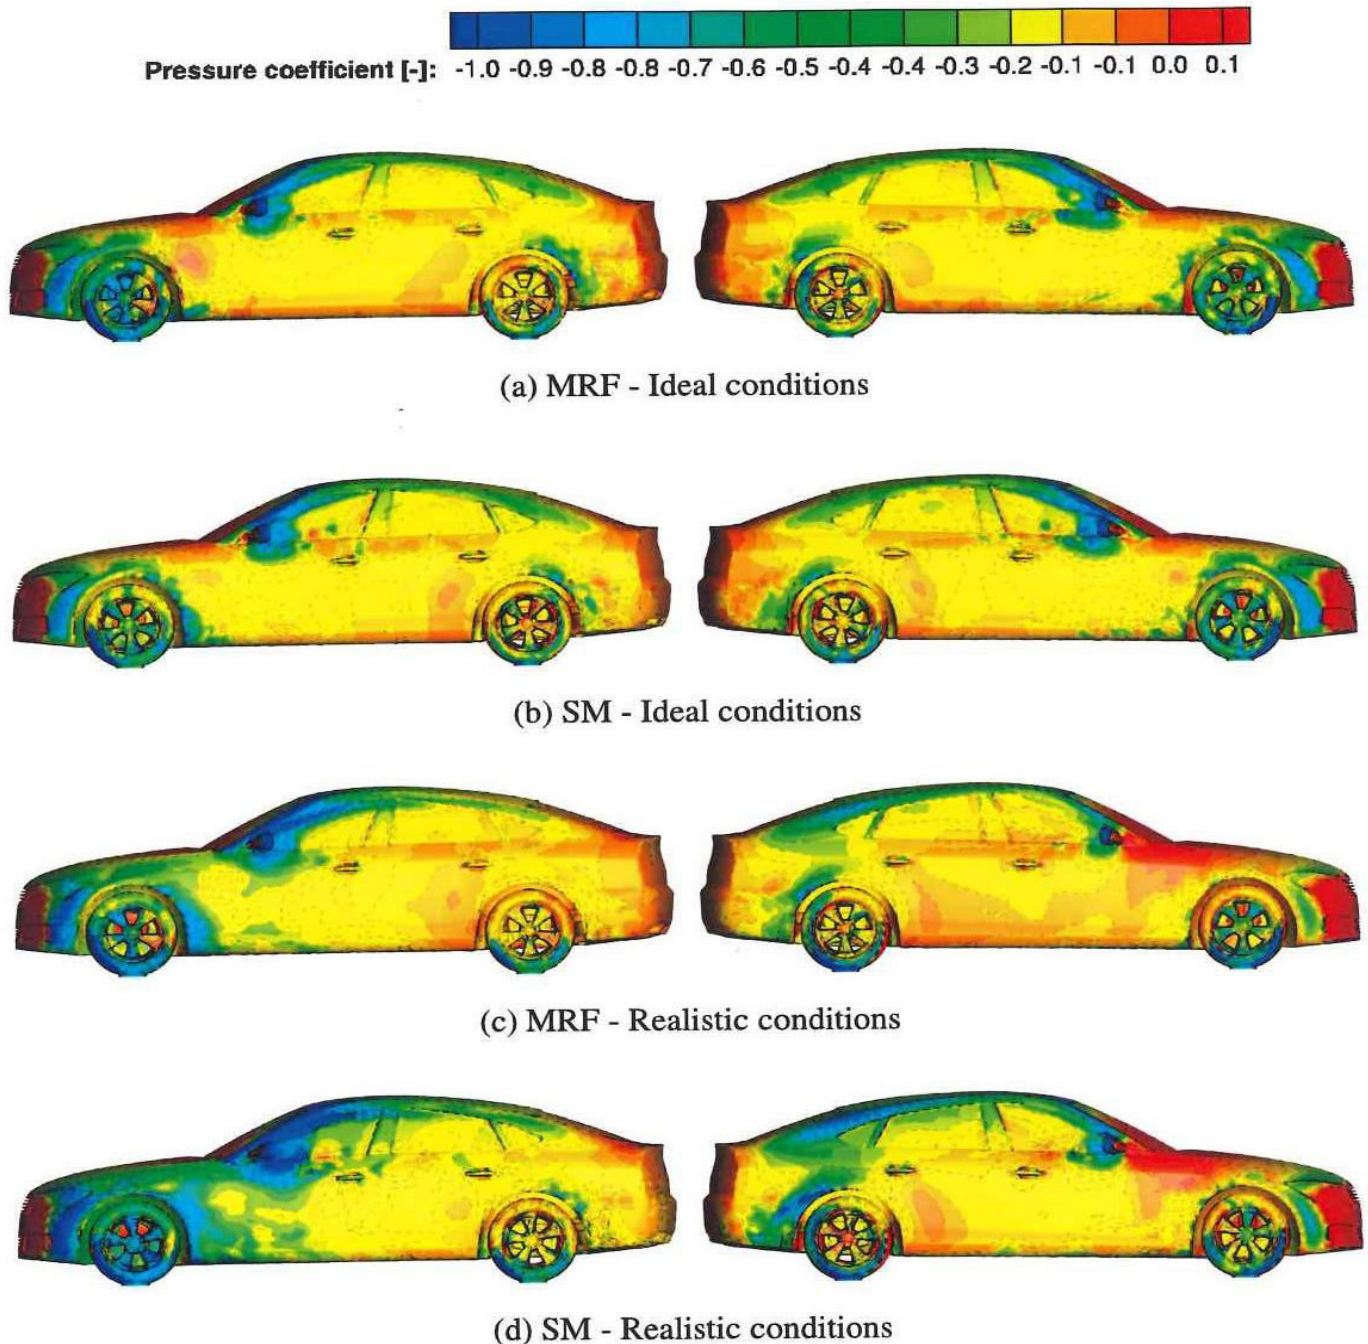 Pressure coefficient [-]: -1.0 -0.9 -0.8 -0.8 -0.7 -0.6 -0.5 -0.4 -0.4 -0.3 -0.2 -0.1 -0.1 0.0 0.1
(a) MRF - Ideal conditions
(b) SM - Ideal conditions
(c) MRF - Realistic conditions
(d) SM - Realistic conditions